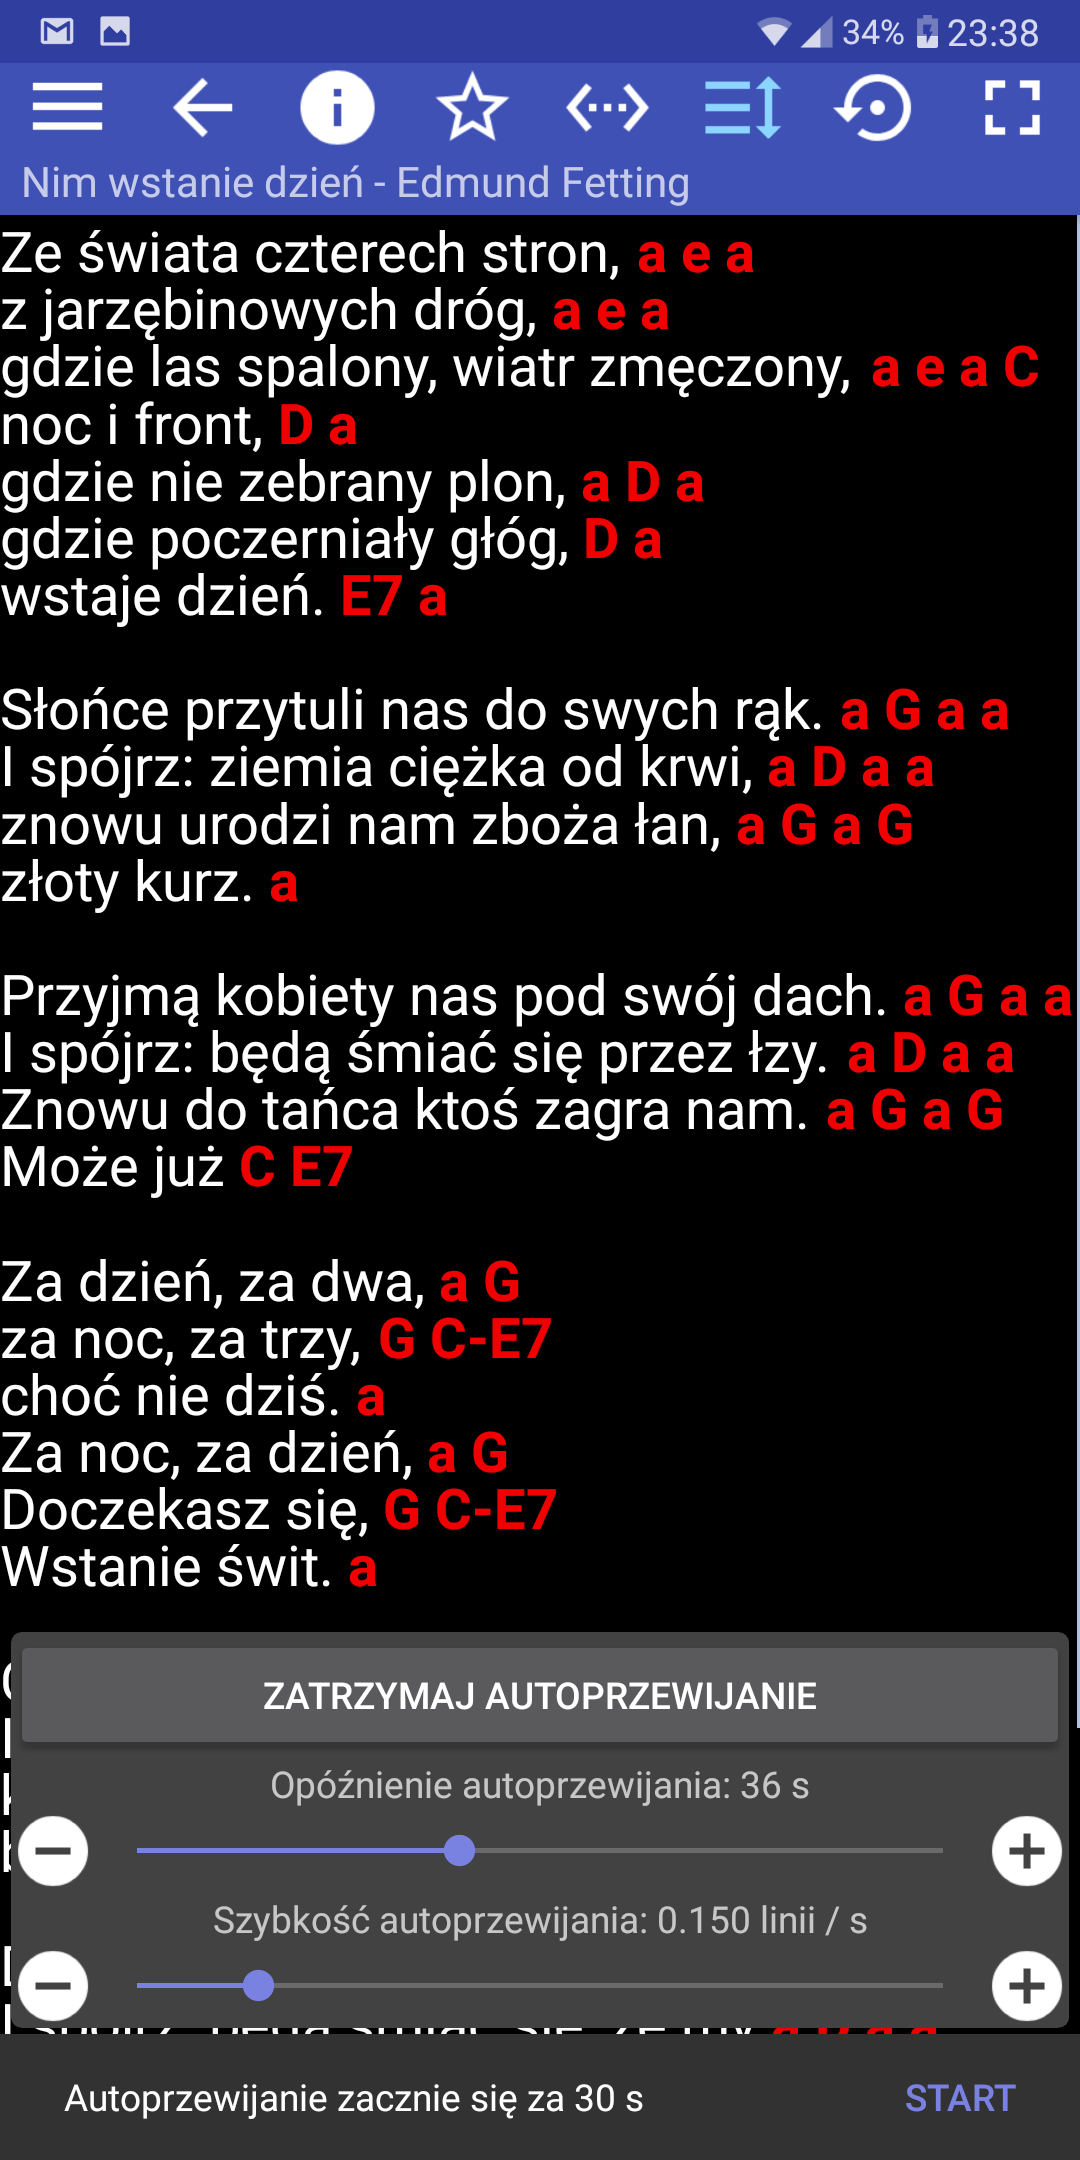 34% 23:38
Nim wstanie dzień - Edmund Fetting
Ze świata czterech stron, a e a
z jarzębinowych dróg, a e a
gdzie las spalony, wiatr zmęczony, a e a C
noc i front, D a
gdzie nie zebrany plon, a D a
gdzie poczerniały głóg, D a
wstaje dzień. E7 a
Słońce przytuli nas do swych rąk. a G a a
I spójrz: ziemia ciężka od krwi, a D a a
znowu urodzi nam zboża łan, a G a G
złoty kurz. a
Przyjmą kobiety nas pod swój dach. a G a a
I spójrz: będą śmiać się przez łzy. a D a a
Znowu do tańca ktoś zagra nam. a G a G
Może już C E7
Za dzień, za dwa, a G
za noc, za trzy, G C-E7
choć nie dziś. a
Za noc, za dzień, a G
Doczekasz się, G C-E7
Wstanie świt. a
ZATRZYMAJ AUTOPRZEWIJANIE
Opóźnienie autoprzewijania: 36 s
Szybkość autoprzewijania: 0.150 linii / s
Autoprzewijanie zacznie się za 30 s START